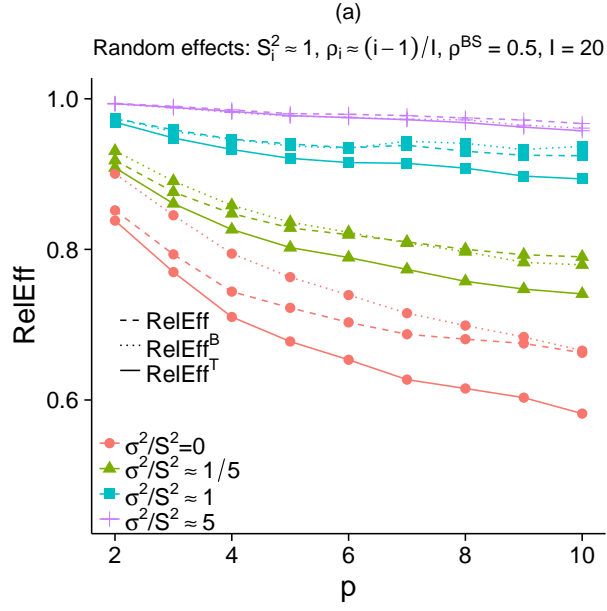 (a)
Random effects: S_i^2 ≈ 1, ρ_i ≈ (i−1)/I, ρ^BS = 0.5, I = 20
1.0
0.8
0.6
RelEff
RelEff
RelEff^B
RelEff^T
σ^2/S^2=0
σ^2/S^2 ≈ 1/5
σ^2/S^2 ≈ 1
σ^2/S^2 ≈ 5
2 4 6 8 10
p